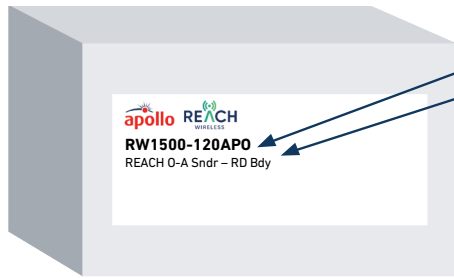 apollo REACH
WIRELESS
RW1500-120APO
REACH O-A Sndr – RD Bdy